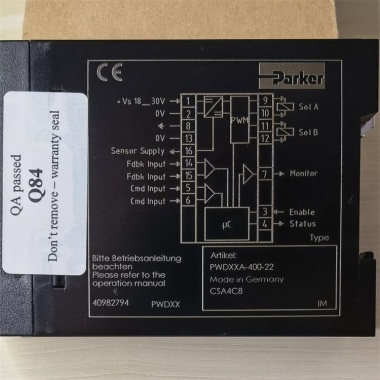 QA passed
Q84
Don't remove – warranty seal
CE
Parker
+Vs 18__30V 1
0V 2
8
0V 13
Sensor Supply 16
Fdbk Input 14
Fdbk Input 15
Cmd Input 5
Cmd Input 6
PWM
µC
9 Sol A
10
11 Sol B
12
7 Monitor
3 Enable
4 Status
Type
Bitte Betriebsanleitung
beachten
Please refer to the
operation manual
40982794 PWDXX
Artikel:
PWDXXA-400-22
Made in Germany
CSA4C8
IM